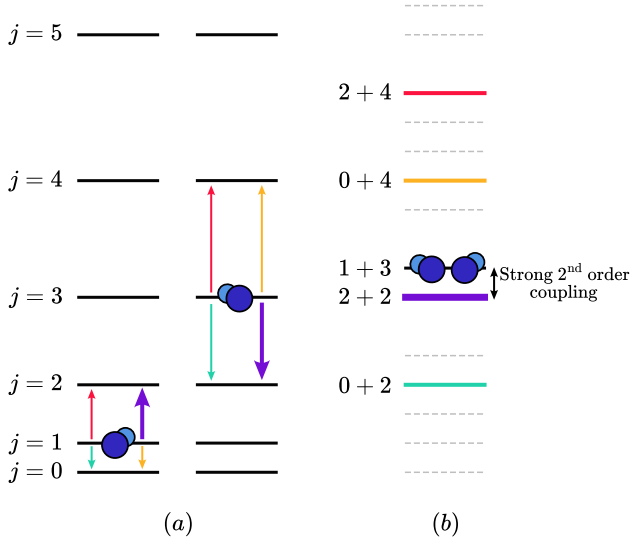 j = 5
j = 4
j = 3
j = 2
j = 1
j = 0
(a)
2 + 4
0 + 4
1 + 3
2 + 2
0 + 2
Strong 2nd order
coupling
(b)